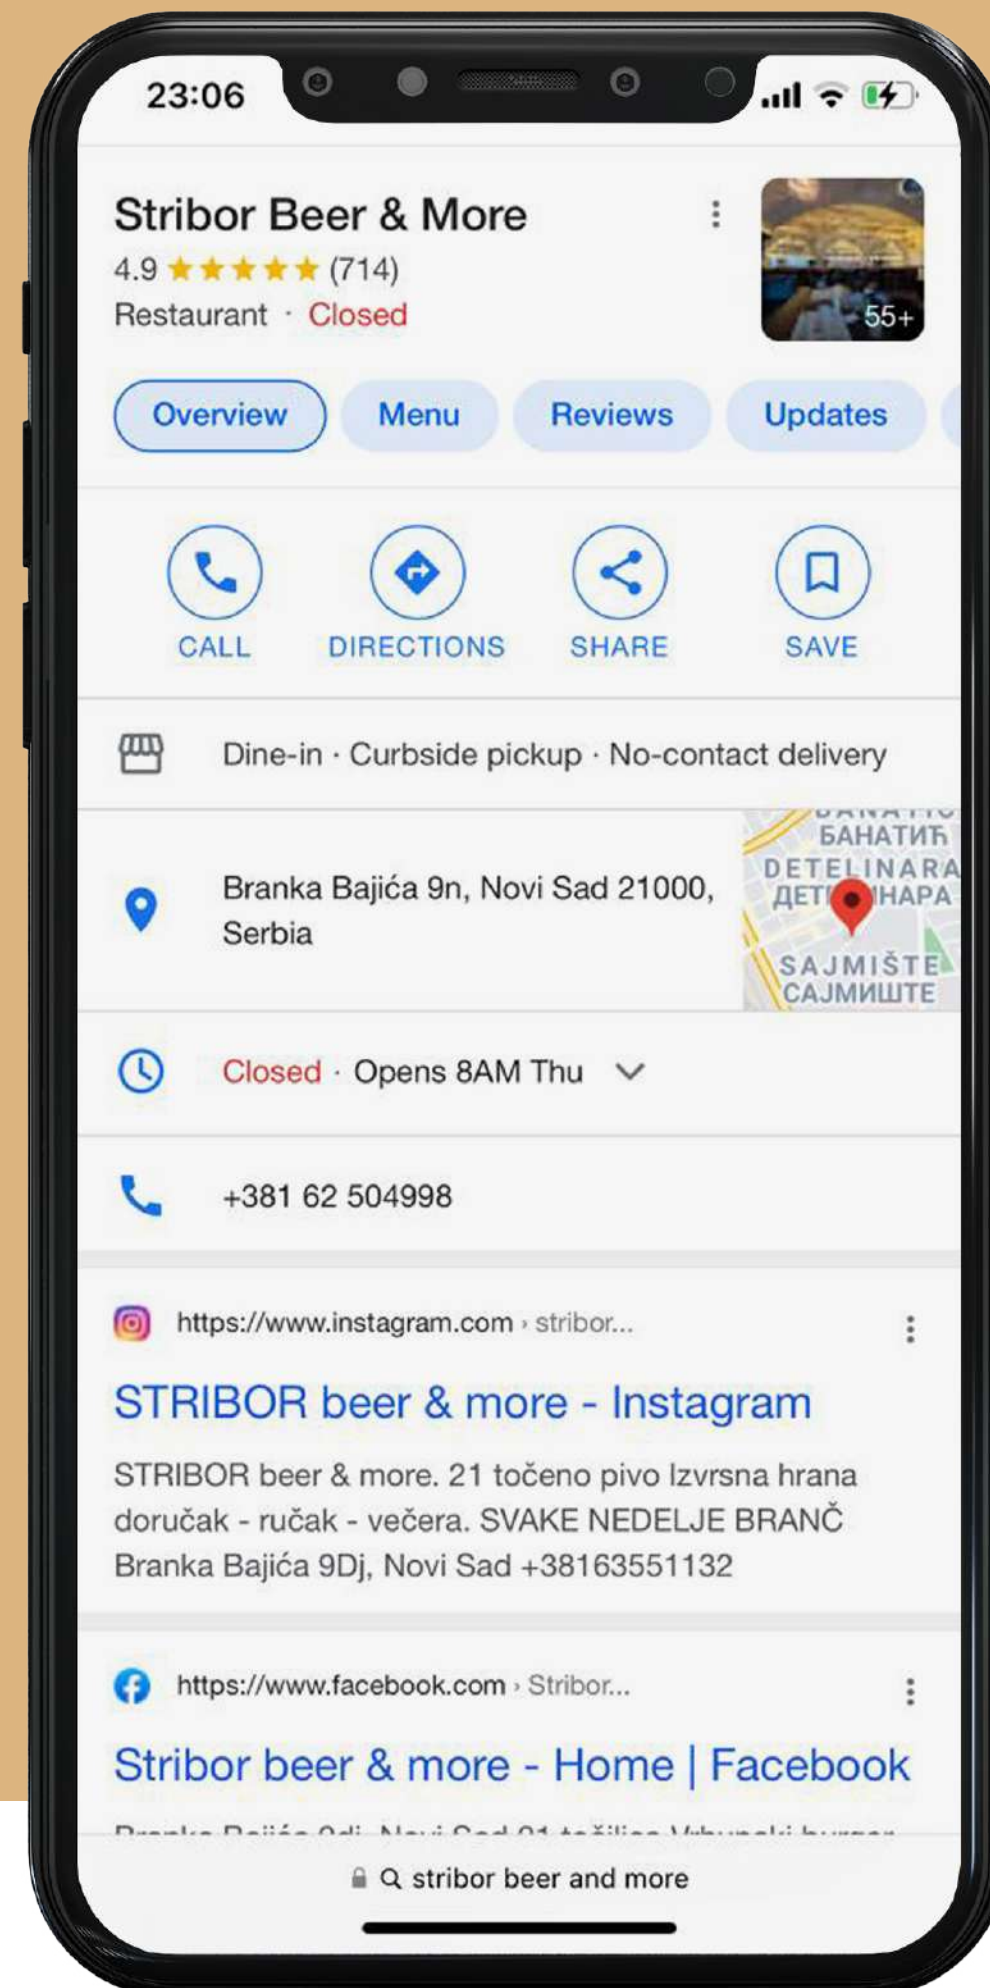 23:06
Stribor Beer & More
4.9 (714)
Restaurant · Closed
55+
Overview Menu Reviews Updates
CALL DIRECTIONS SHARE SAVE
Dine-in · Curbside pickup · No-contact delivery
БАНАТИЋ
DETELINARA
Branka Bajića 9n, Novi Sad 21000,
Serbia
SAJMIŠTE
САЈМИШТЕ
Closed · Opens 8AM Thu
+381 62 504998
https://www.instagram.com › stribor...
STRIBOR beer & more - Instagram
STRIBOR beer & more. 21 točeno pivo Izvrsna hrana
doručak - ručak - večera. SVAKE NEDELJE BRANČ
Branka Bajića 9Dj, Novi Sad +38163551132
https://www.facebook.com › Stribor...
Stribor beer & more - Home | Facebook
stribor beer and more